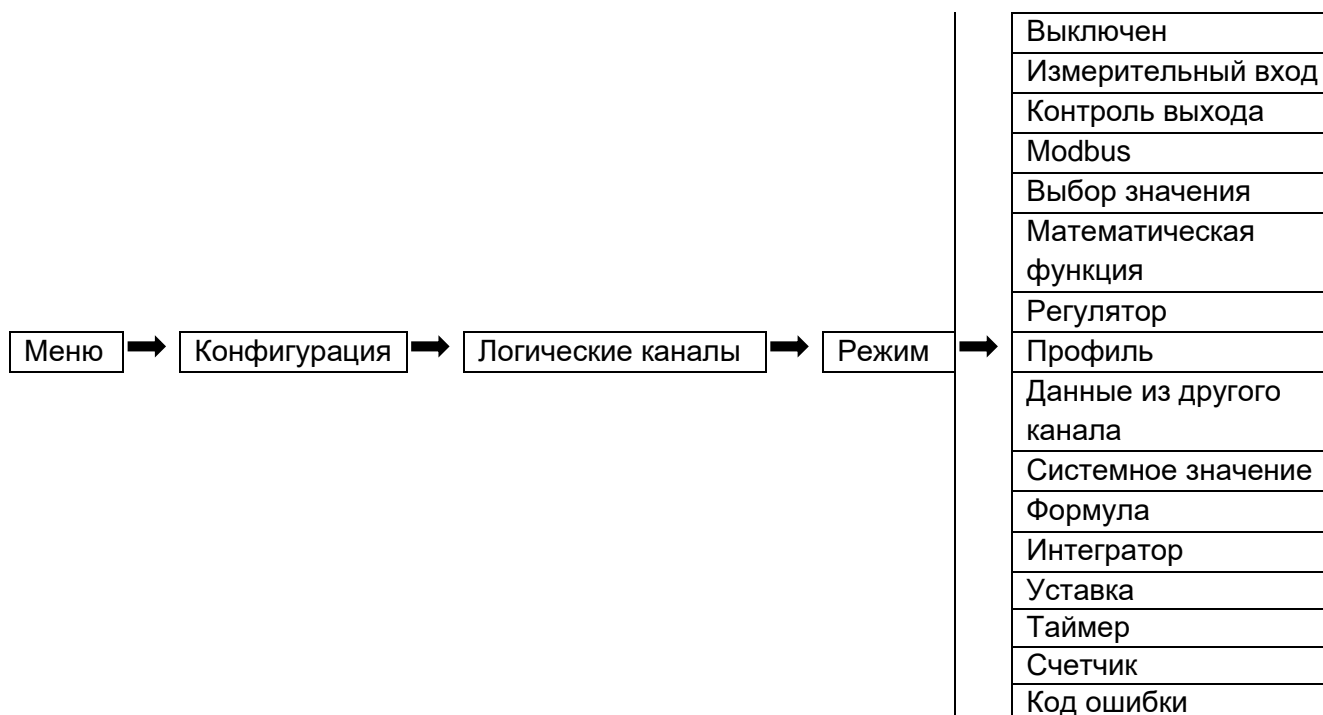 Меню
Конфигурация
Логические каналы
Режим
Выключен
Измерительный вход
Контроль выхода
Modbus
Выбор значения
Математическая
функция
Регулятор
Профиль
Данные из другого
канала
Системное значение
Формула
Интегратор
Уставка
Таймер
Счетчик
Код ошибки